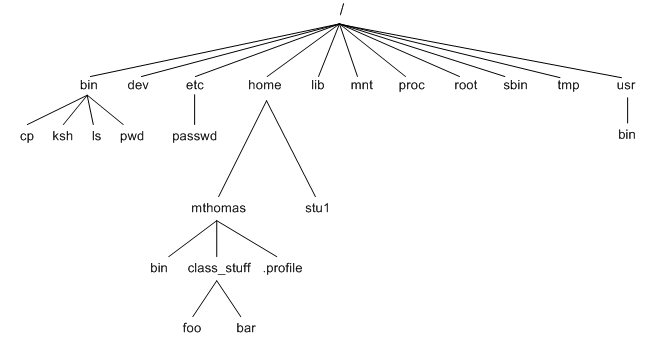 /
bin dev etc home lib mnt proc root sbin tmp usr
cp ksh ls pwd passwd bin
mthomas stu1
bin class_stuff .profile
foo bar